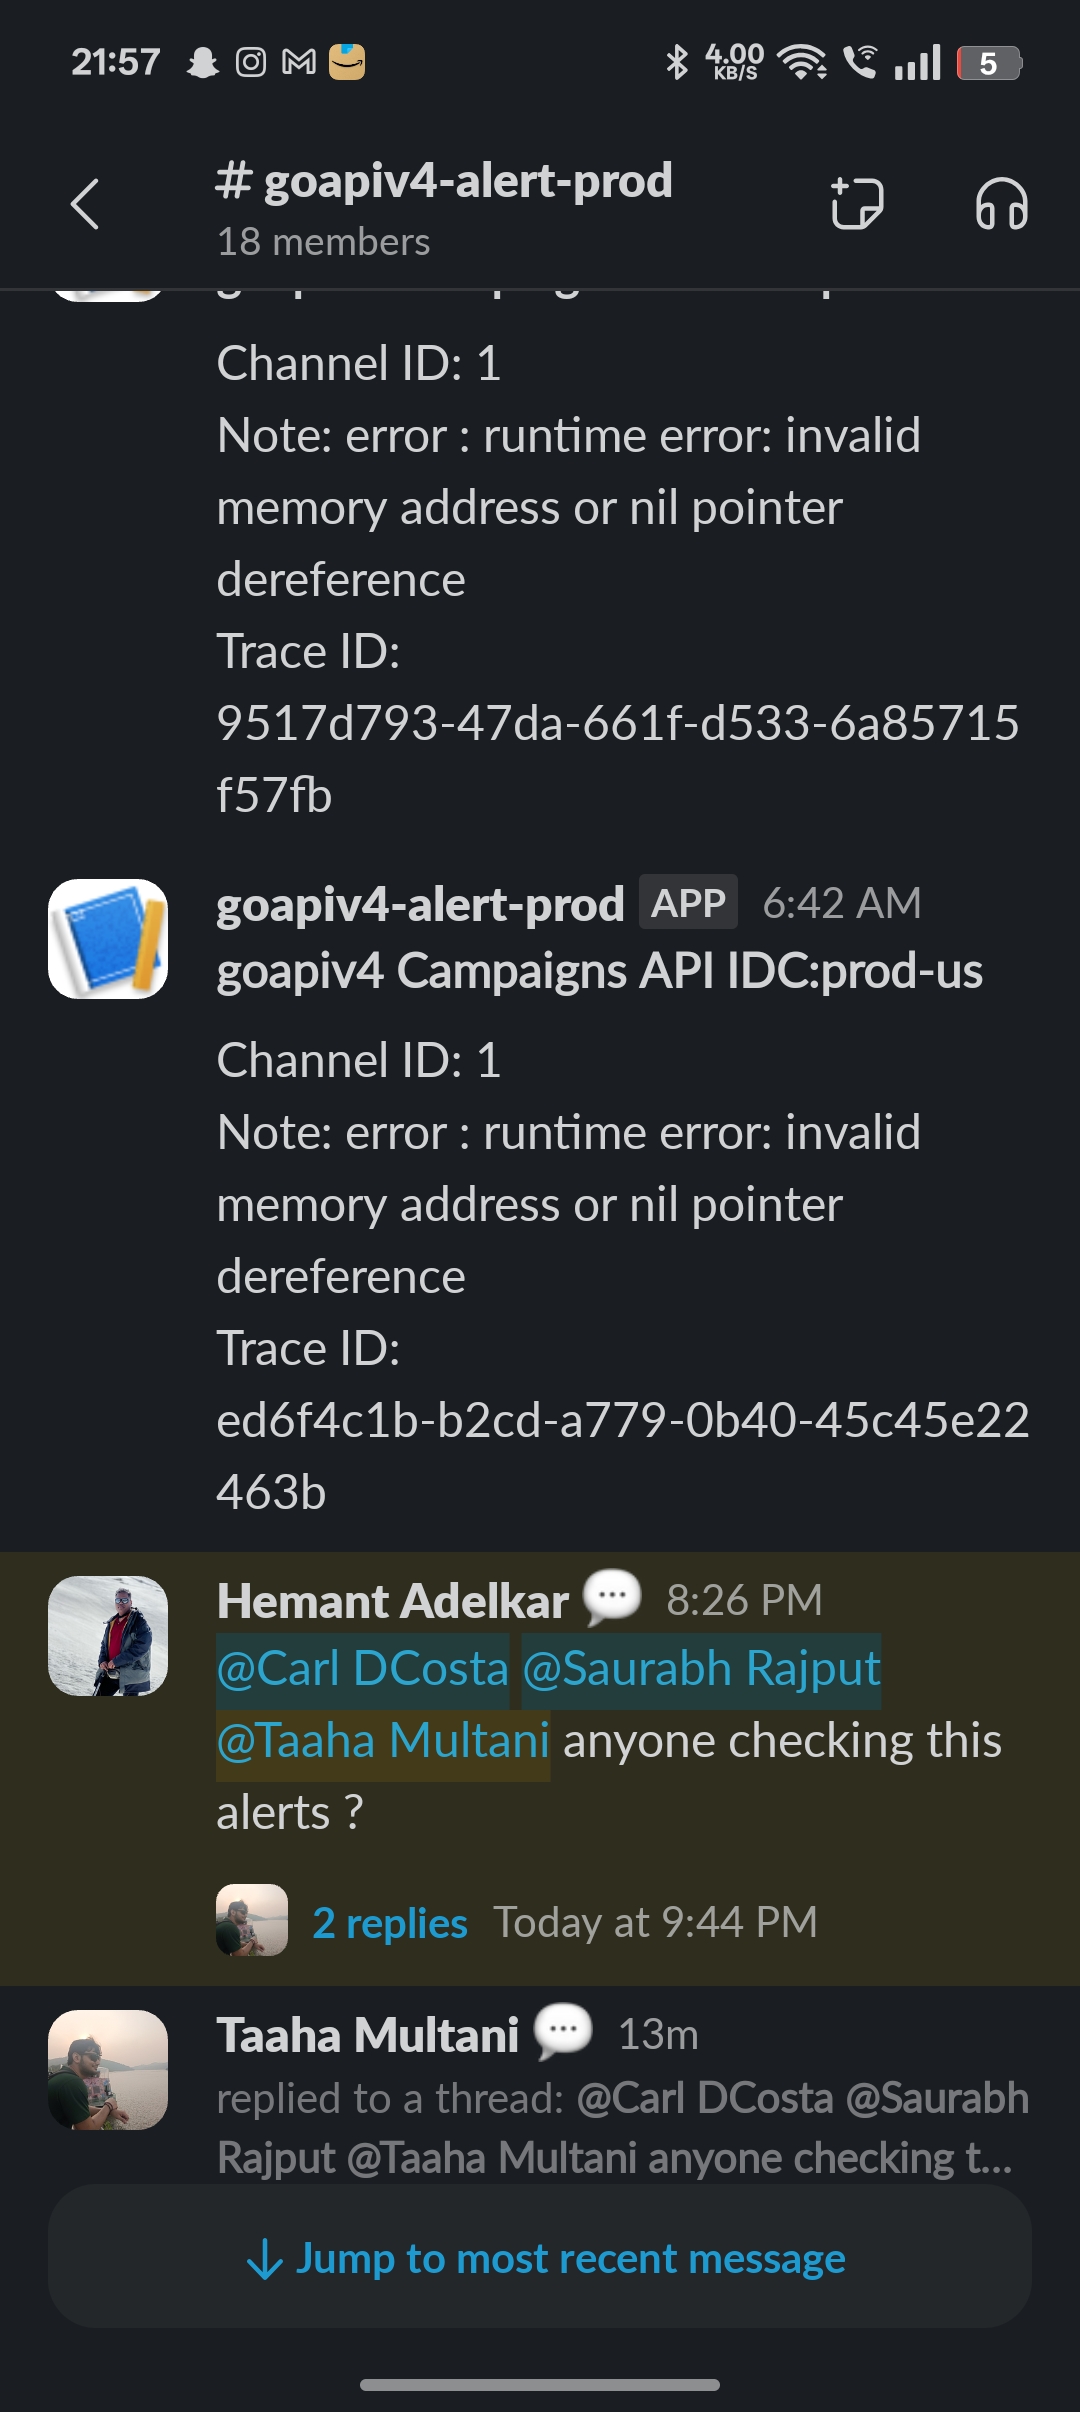 21:57
4.00
KB/S
5
# goapiv4-alert-prod
18 members
Channel ID: 1
Note: error : runtime error: invalid
memory address or nil pointer
dereference
Trace ID:
9517d793-47da-661f-d533-6a85715
f57fb
goapiv4-alert-prod APP 6:42 AM
goapiv4 Campaigns API IDC:prod-us
Channel ID: 1
Note: error : runtime error: invalid
memory address or nil pointer
dereference
Trace ID:
ed6f4c1b-b2cd-a779-0b40-45c45e22
463b
Hemant Adelkar 8:26 PM
@Carl DCosta @Saurabh Rajput
@Taaha Multani anyone checking this
alerts ?
2 replies Today at 9:44 PM
Taaha Multani 13m
replied to a thread: @Carl DCosta @Saurabh
Rajput @Taaha Multani anyone checking t...
Jump to most recent message